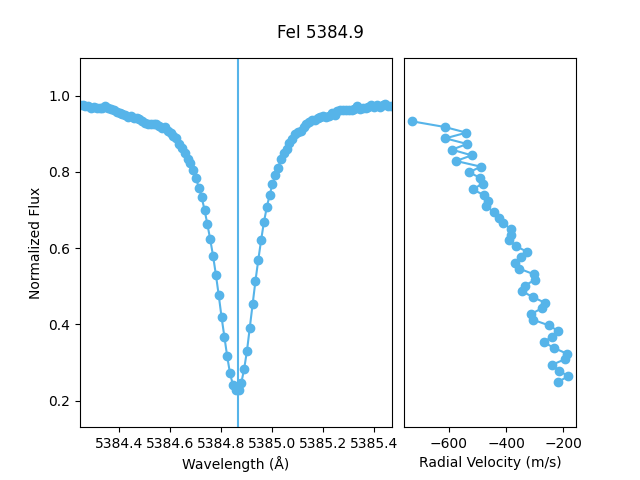 FeI 5384.9
Normalized Flux
1.0
0.8
0.6
0.4
0.2
5384.4 5384.6 5384.8 5385.0 5385.2 5385.4
Wavelength (Å)
−600 −400 −200
Radial Velocity (m/s)